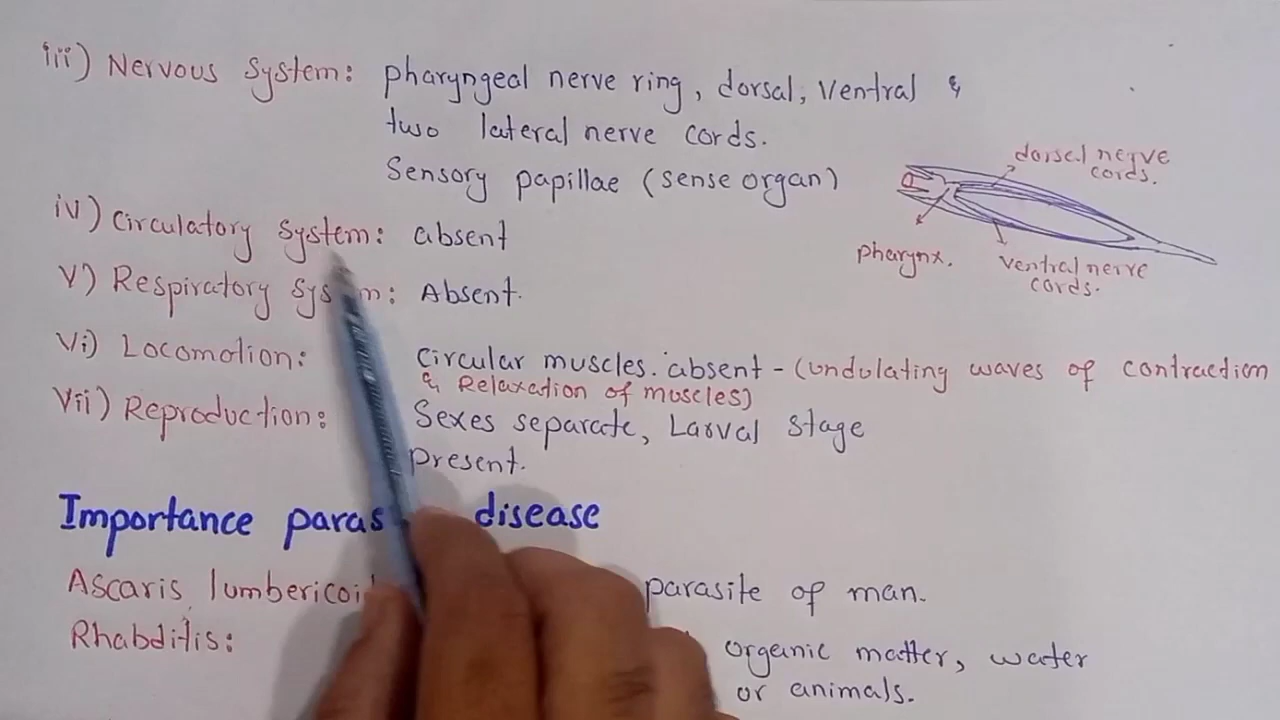 iii) Nervous System: pharyngeal nerve ring, dorsal, ventral &
two lateral nerve cords.
Sensory papillae (sense organ)
dorsal nerve
cords.
pharynx.
ventral nerve
cords.
iv) Circulatory System: absent
v) Respiratory Absent.
vi) Locomotion: Circular muscles absent - (undulating waves of contraction
& Relaxation of muscles)
vii) Reproduction: Sexes separate, Larval stage
present.
Importance disease
Ascaris parasite of man.
Rhabditis: organic matter, water
or animals.